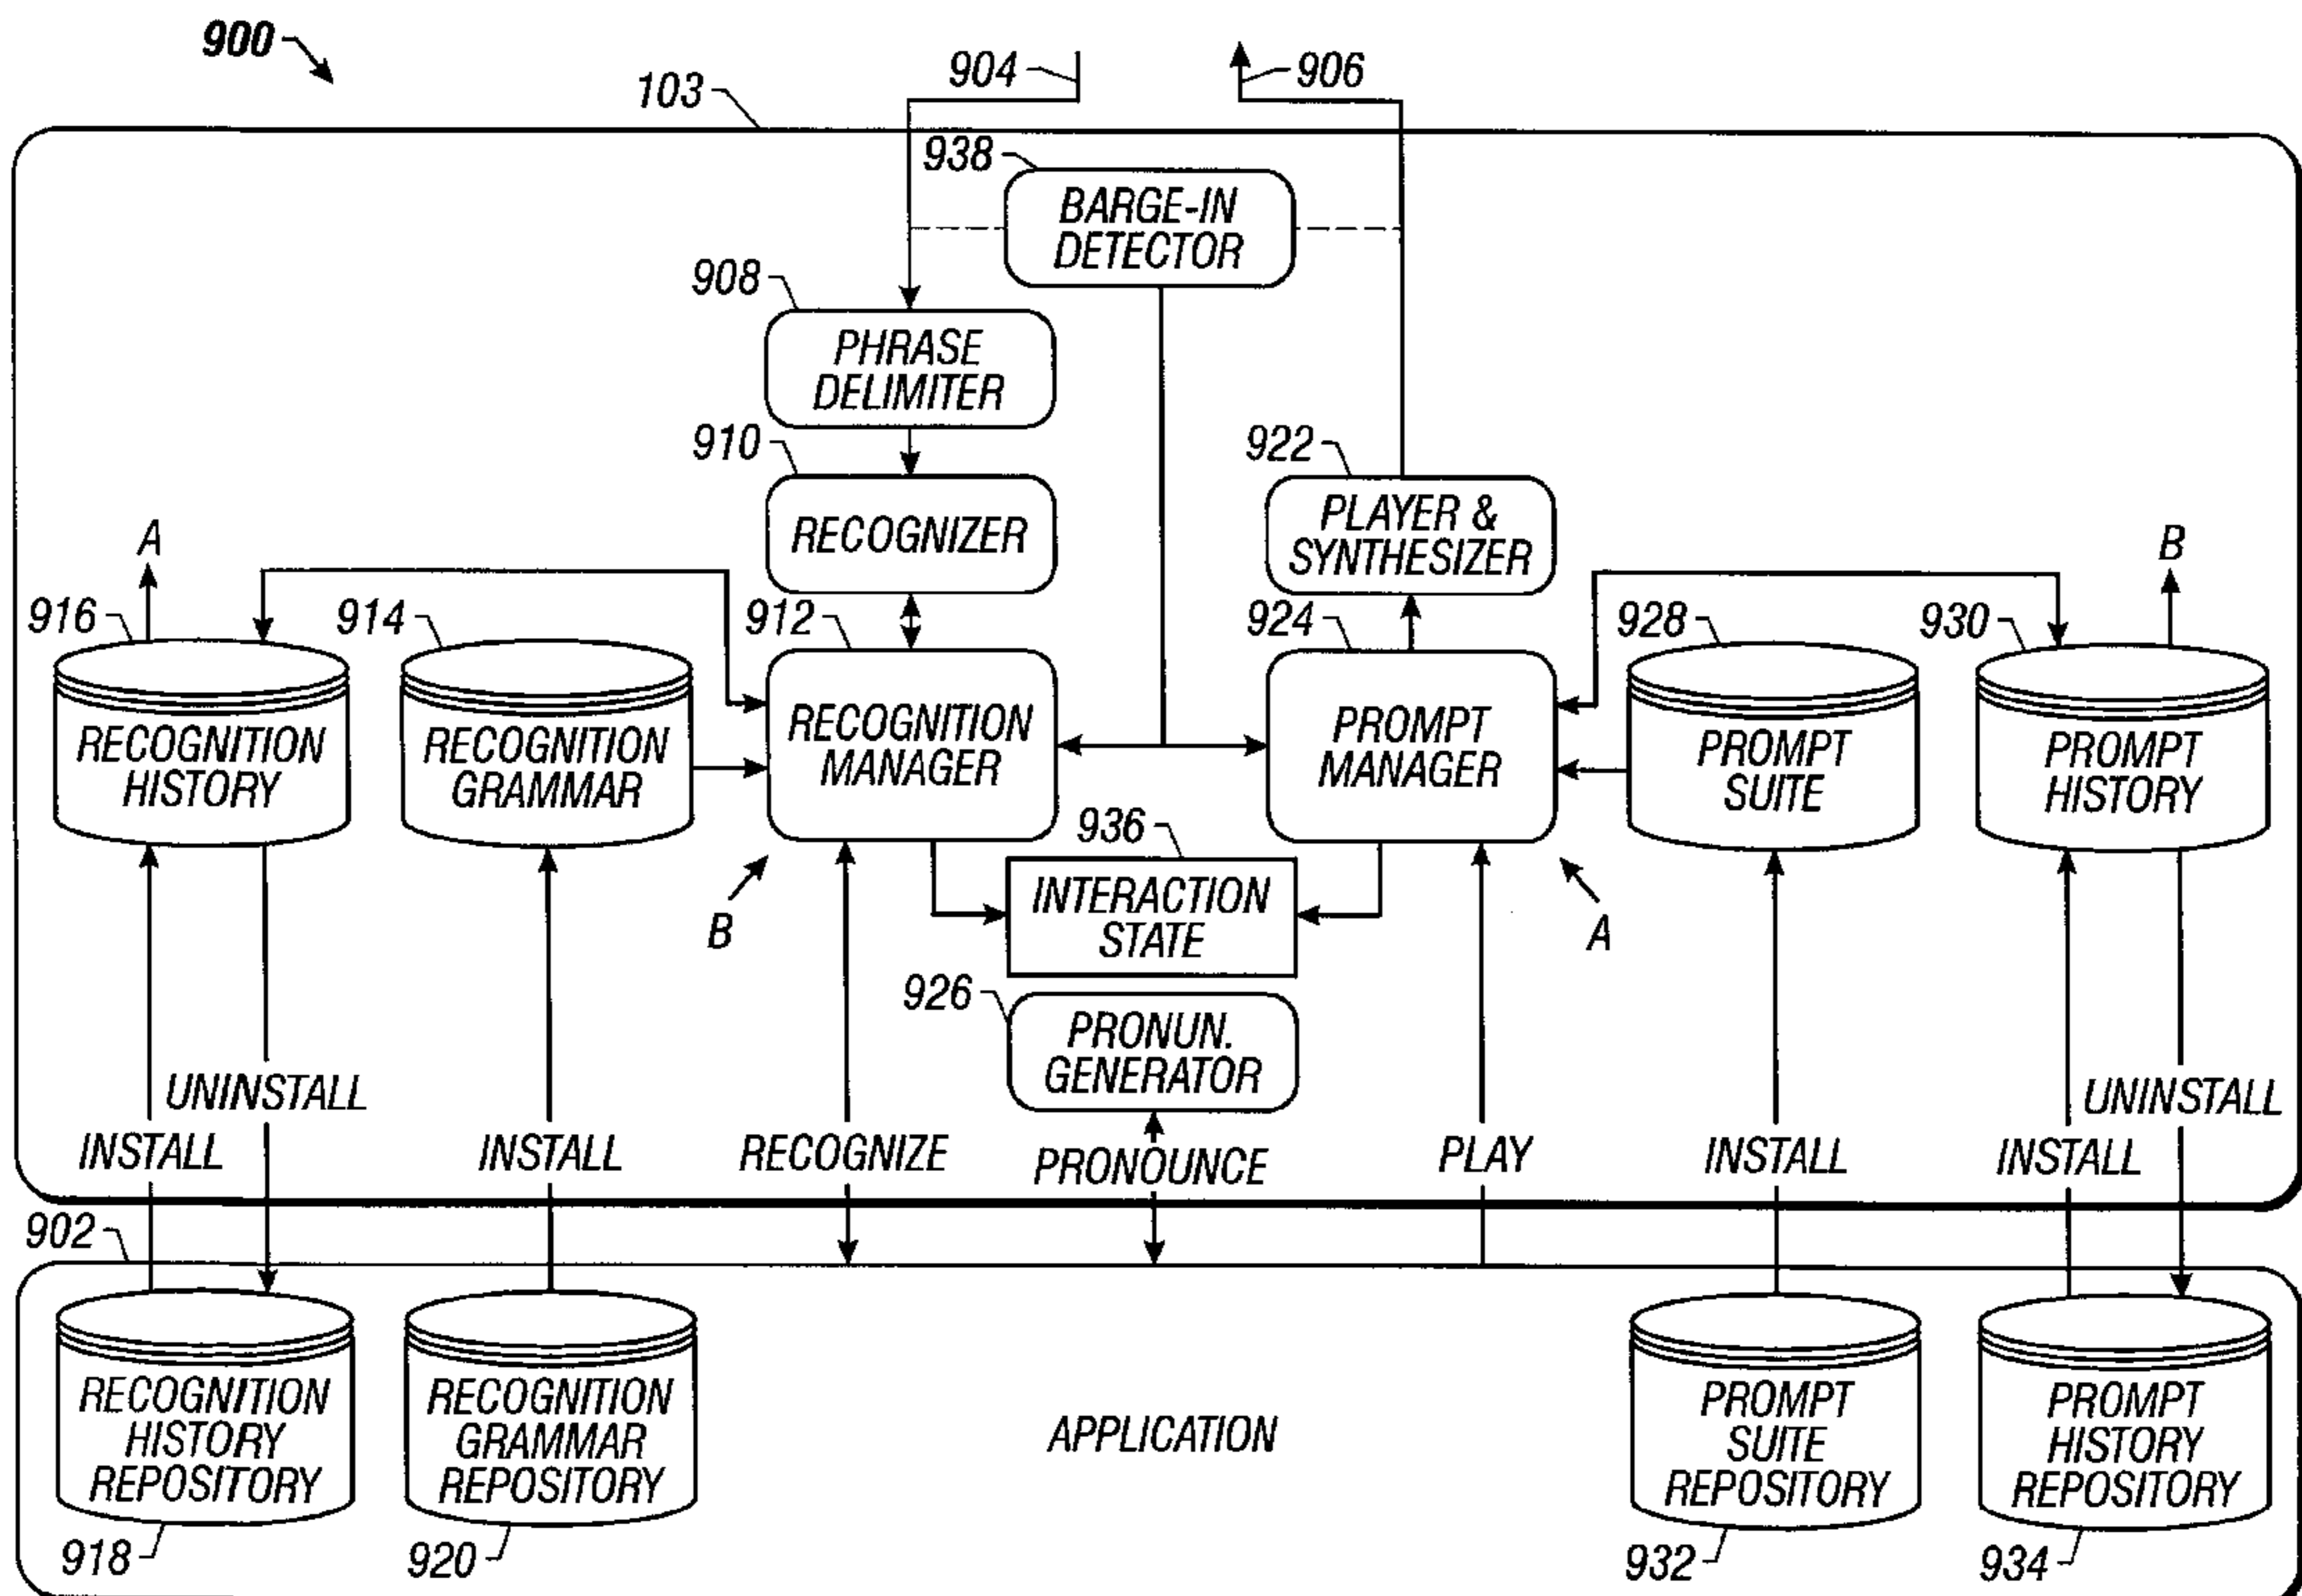 900
904
906
103
938
BARGE-IN
DETECTOR
908
PHRASE
DELIMITER
910
RECOGNIZER
922
PLAYER &
SYNTHESIZER
A
B
916
RECOGNITION
HISTORY
914
RECOGNITION
GRAMMAR
912
RECOGNITION
MANAGER
924
PROMPT
MANAGER
928
PROMPT
SUITE
930
PROMPT
HISTORY
B
936
INTERACTION
STATE
A
926
PRONUN.
GENERATOR
INSTALL
UNINSTALL
INSTALL
RECOGNIZE
PRONOUNCE
PLAY
INSTALL
INSTALL
UNINSTALL
902
RECOGNITION
HISTORY
REPOSITORY
918
RECOGNITION
GRAMMAR
REPOSITORY
920
APPLICATION
PROMPT
SUITE
REPOSITORY
932
PROMPT
HISTORY
REPOSITORY
934